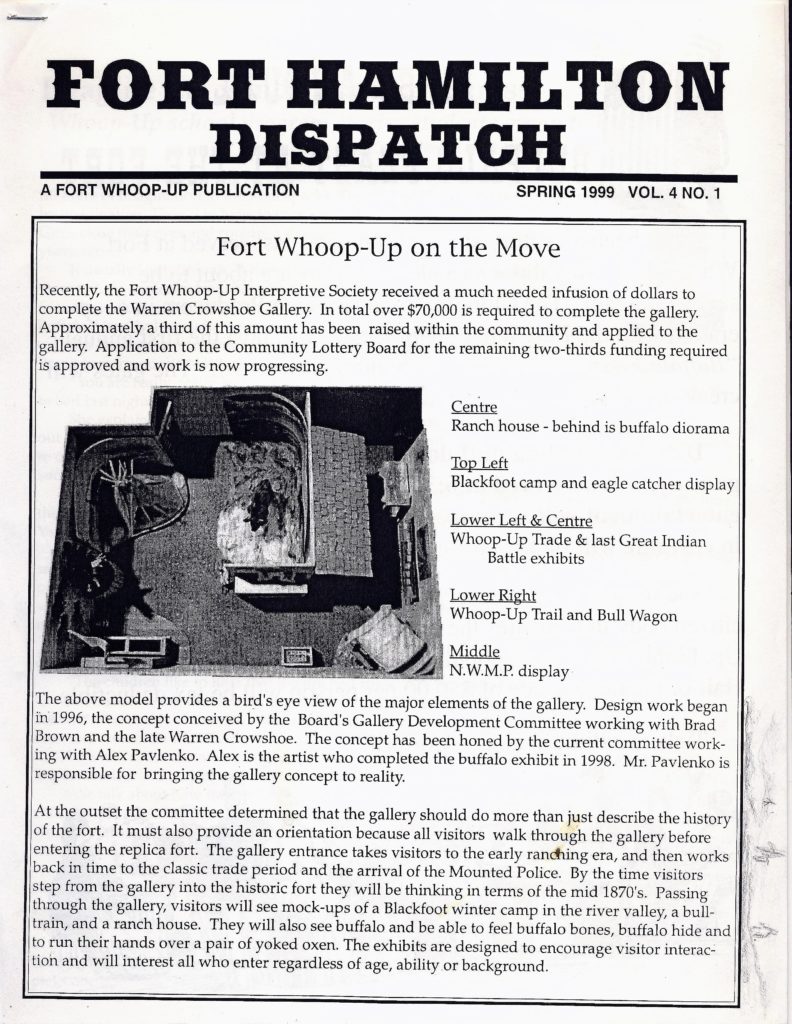 FORT HAMILTON
DISPATCH
A FORT WHOOP-UP PUBLICATION SPRING 1999 VOL. 4 NO. 1
Fort Whoop-Up on the Move
Recently, the Fort Whoop-Up Interpretive Society received a much needed infusion of dollars to
complete the Warren Crowshoe Gallery. In total over $70,000 is required to complete the gallery.
Approximately a third of this amount has been raised within the community and applied to the
gallery. Application to the Community Lottery Board for the remaining two-thirds funding required
is approved and work is now progressing.
Centre
Ranch house - behind is buffalo diorama
Top Left
Blackfoot camp and eagle catcher display
Lower Left & Centre
Whoop-Up Trade & last Great Indian
Battle exhibits
Lower Right
Whoop-Up Trail and Bull Wagon
Middle
N.W.M.P. display
The above model provides a bird's eye view of the major elements of the gallery. Design work began
in 1996, the concept conceived by the Board's Gallery Development Committee working with Brad
Brown and the late Warren Crowshoe. The concept has been honed by the current committee work-
ing with Alex Pavlenko. Alex is the artist who completed the buffalo exhibit in 1998. Mr. Pavlenko is
responsible for bringing the gallery concept to reality.
At the outset the committee determined that the gallery should do more than just describe the history
of the fort. It must also provide an orientation because all visitors walk through the gallery before
entering the replica fort. The gallery entrance takes visitors to the early ranching era, and then works
back in time to the classic trade period and the arrival of the Mounted Police. By the time visitors
step from the gallery into the historic fort they will be thinking in terms of the mid 1870's. Passing
through the gallery, visitors will see mock-ups of a Blackfoot winter camp in the river valley, a bull-
train, and a ranch house. They will also see buffalo and be able to feel buffalo bones, buffalo hide and
to run their hands over a pair of yoked oxen. The exhibits are designed to encourage visitor interac-
tion and will interest all who enter regardless of age, ability or background.